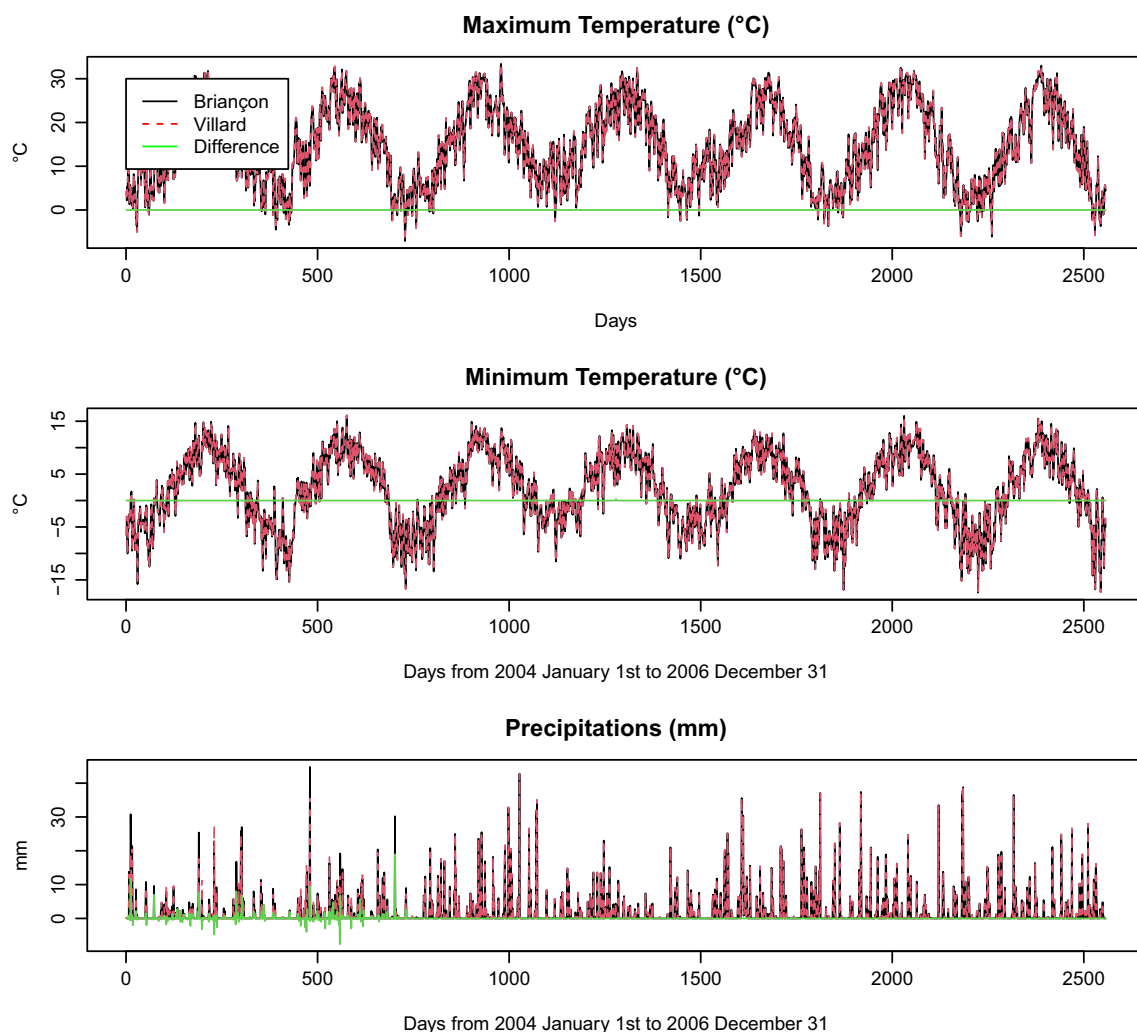 Maximum Temperature (°C)
°C
30
20
10
0
Briançon
Villard
Difference
0 500 1000 1500 2000 2500
Days
Minimum Temperature (°C)
°C
15
5
−5
−15
0 500 1000 1500 2000 2500
Days from 2004 January 1st to 2006 December 31
Precipitations (mm)
mm
30
10
0
0 500 1000 1500 2000 2500
Days from 2004 January 1st to 2006 December 31